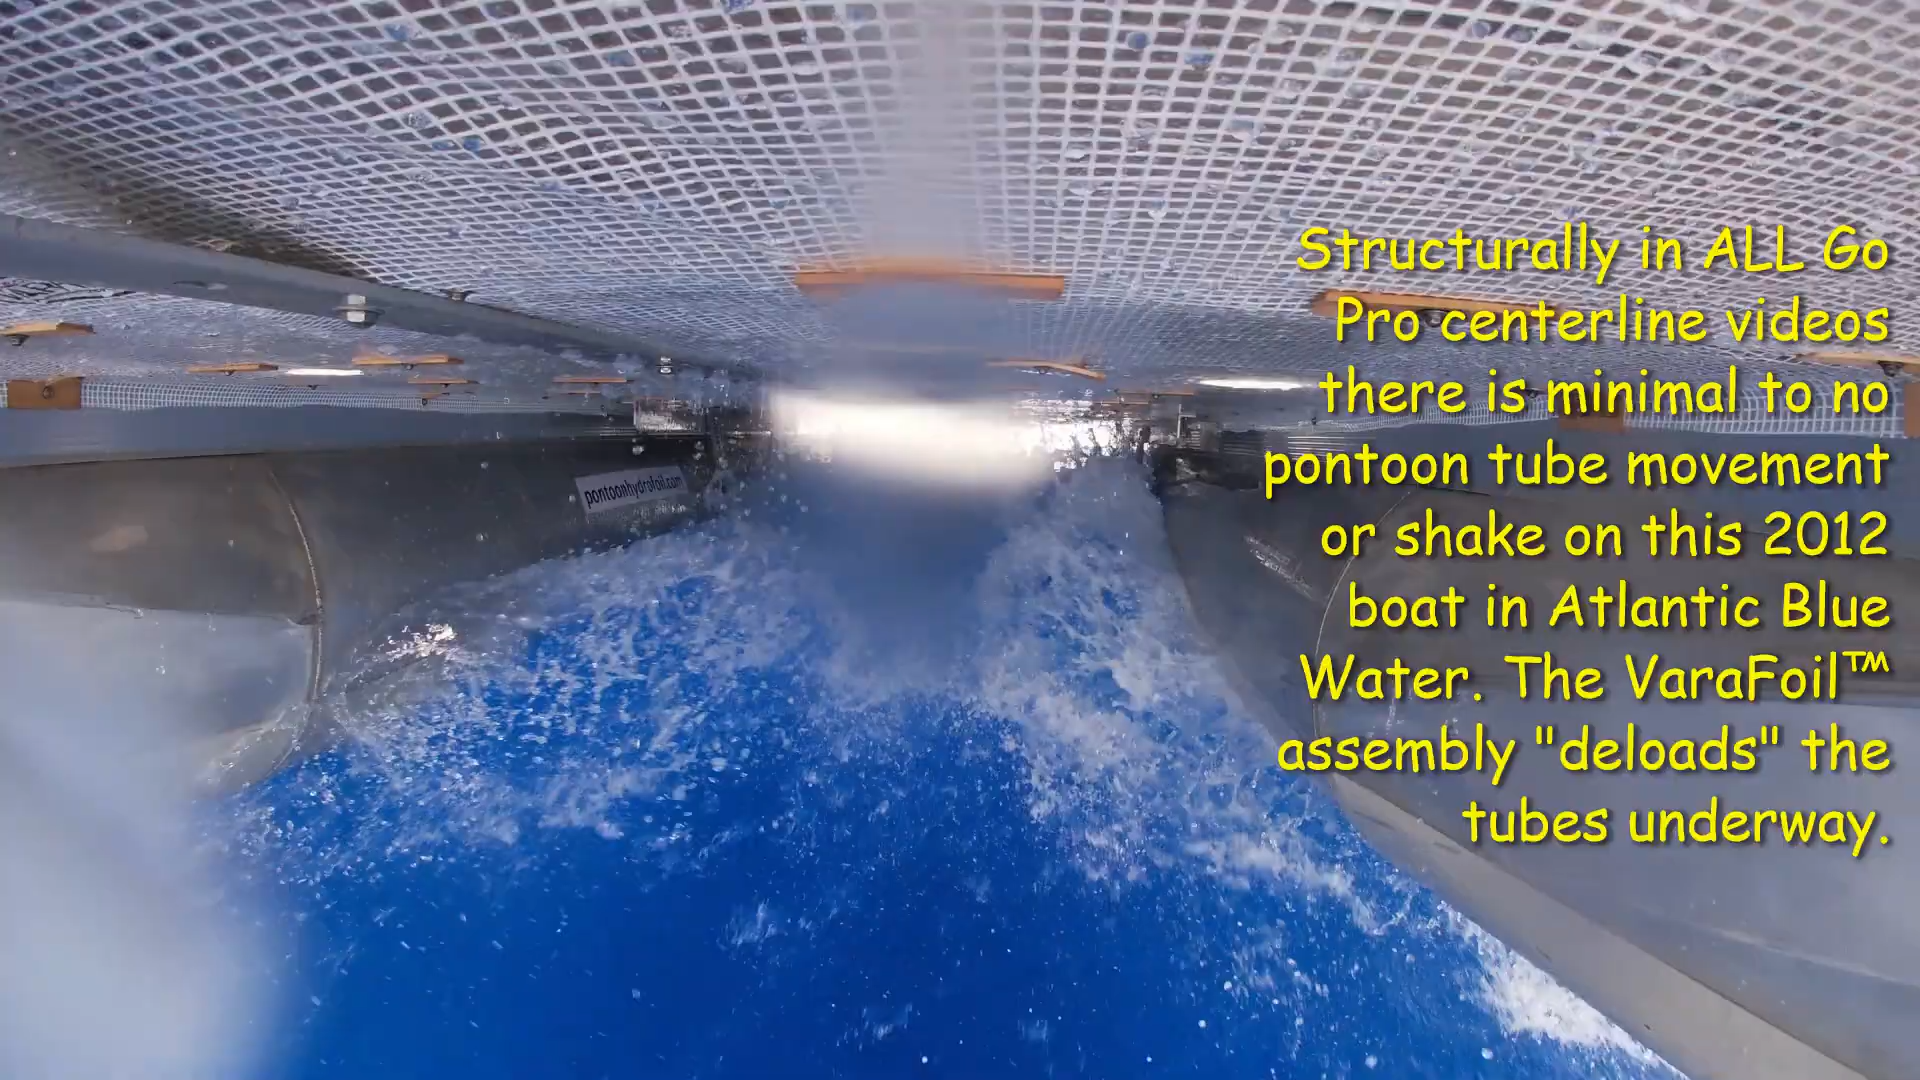 Structurally in ALL Go
Pro centerline videos
there is minimal to no
pontoon tube movement
or shake on this 2012
boat in Atlantic Blue
Water. The VaraFoil™
assembly "deloads" the
tubes underway.
pontoonhydrofoil.com